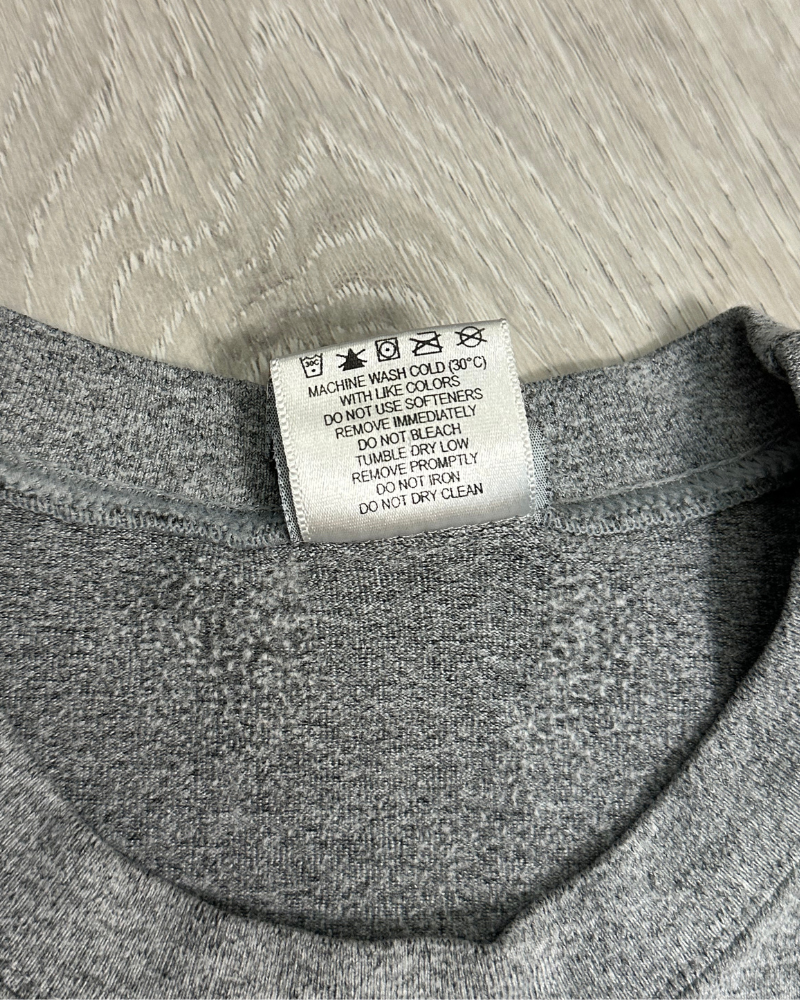 30C
MACHINE WASH COLD (30°C)
WITH LIKE COLORS
DO NOT USE SOFTENERS
REMOVE IMMEDIATELY
DO NOT BLEACH
TUMBLE DRY LOW
REMOVE PROMPTLY
DO NOT IRON
DO NOT DRY CLEAN